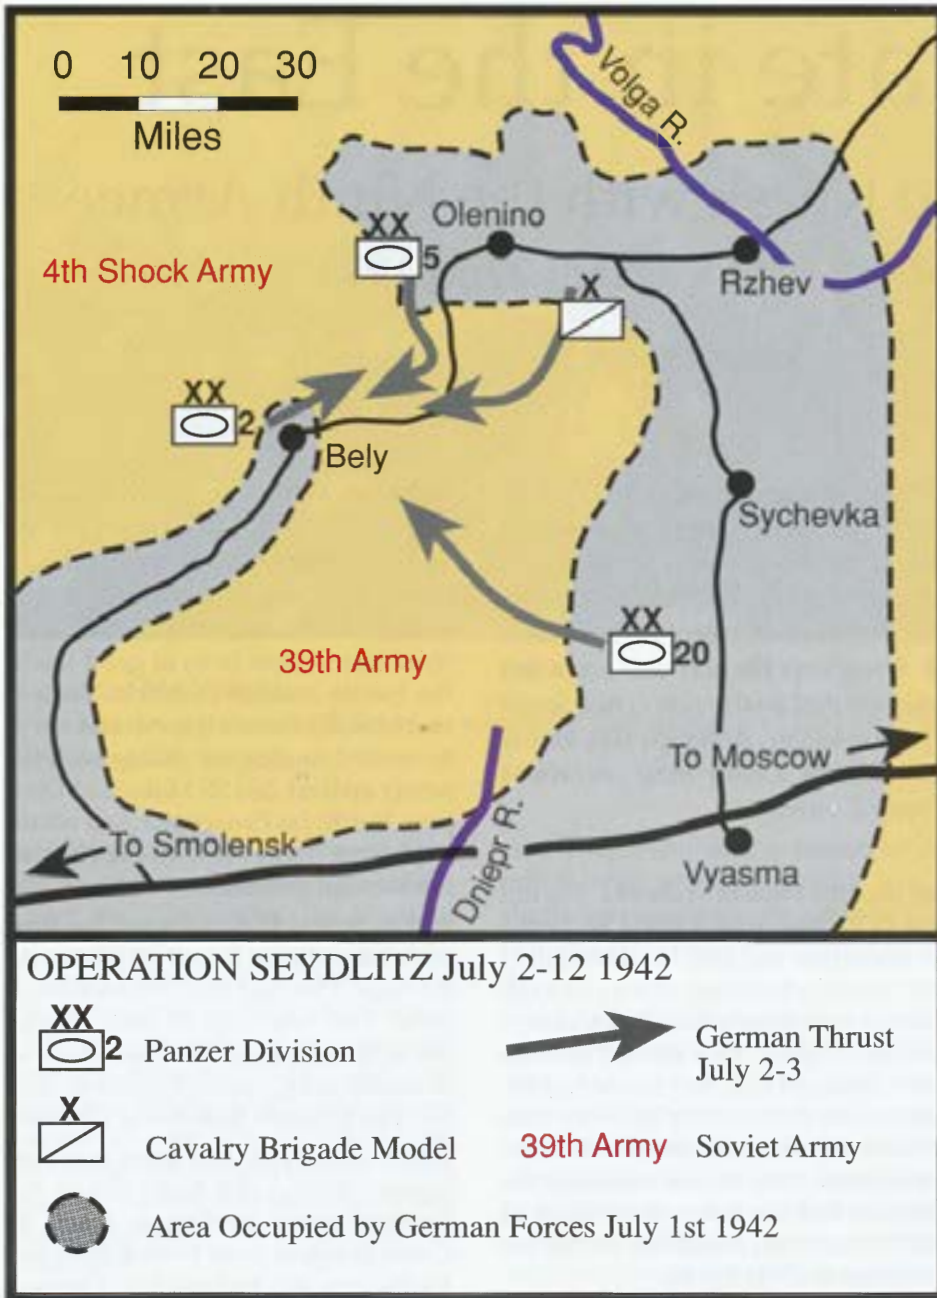 0 10 20 30
Miles
Volga R.
Olenino
XX
5
4th Shock Army
X
Rzhev
XX
2
Bely
Sychevka
XX
20
39th Army
To Moscow
To Smolensk
Dniepr R.
Vyasma
OPERATION SEYDLITZ July 2-12 1942
XX
2 Panzer Division
German Thrust
July 2-3
X
Cavalry Brigade Model
39th Army Soviet Army
Area Occupied by German Forces July 1st 1942